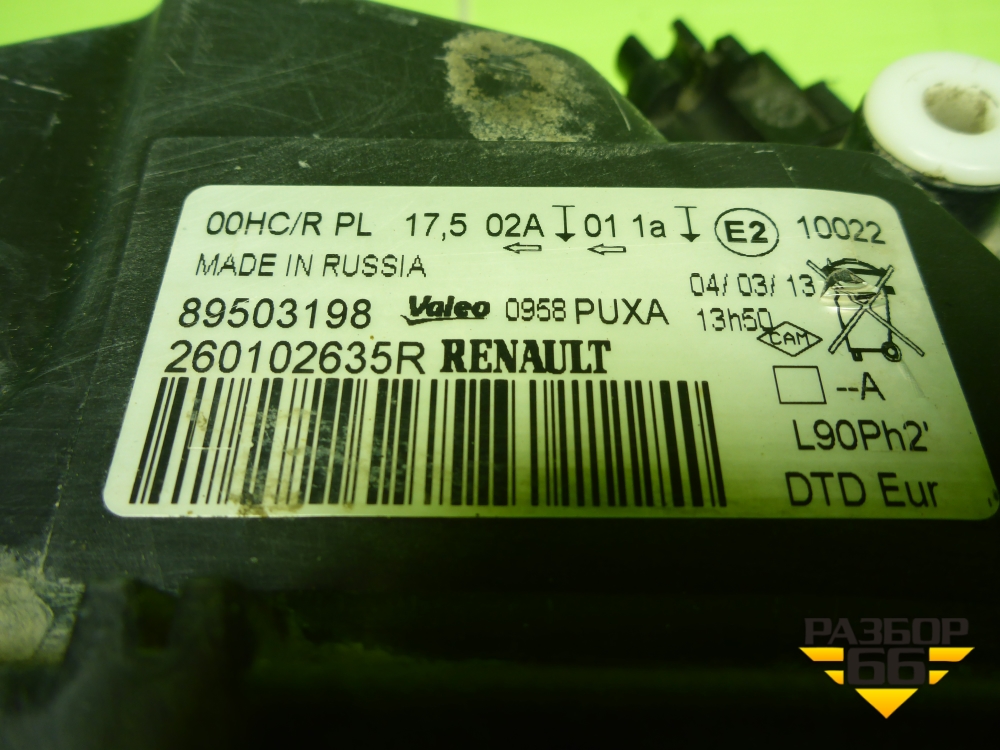 00HC/R PL 17,5 02A 01 1a E2 10022
MADE IN RUSSIA
04/ 03/ 13
89503198 Valeo 0958 PUXA 13h50
CAM
260102635R RENAULT
--A
L90Ph2'
DTD Eur
РАЗБОР
66